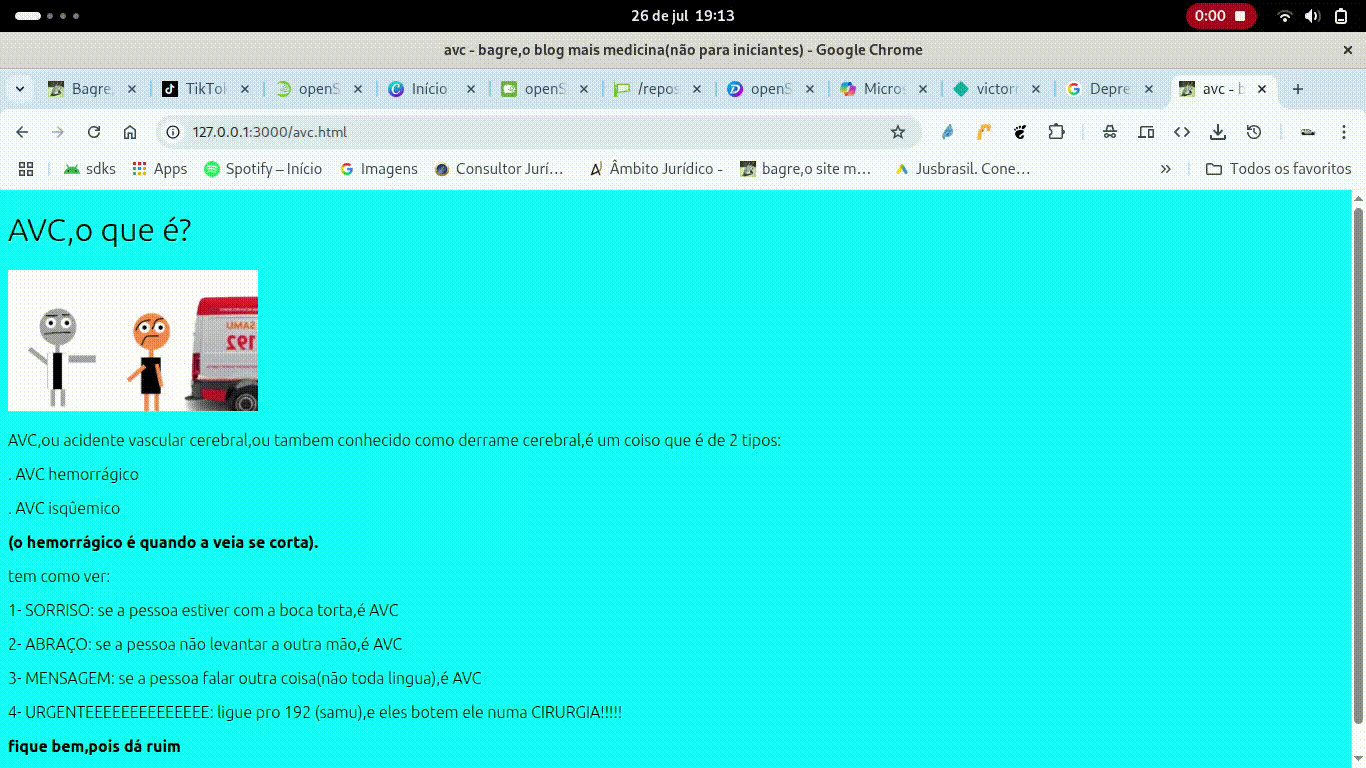 26 de jul 19:13
0:00
avc - bagre,o blog mais medicina(não para iniciantes) - Google Chrome
Bagre, TikTok openS Início openS /repos openS Micros victor Depre avc - b
127.0.0.1:3000/avc.html
sdks Apps Spotify – Início Imagens Consultor Jurí… Âmbito Jurídico - bagre,o site m… Jusbrasil. Cone… » Todos os favoritos
AVC,o que é?
SAMU
192
AVC,ou acidente vascular cerebral,ou tambem conhecido como derrame cerebral,é um coiso que é de 2 tipos:
. AVC hemorrágico
. AVC isqûemico
(o hemorrágico é quando a veia se corta).
tem como ver:
1- SORRISO: se a pessoa estiver com a boca torta,é AVC
2- ABRAÇO: se a pessoa não levantar a outra mão,é AVC
3- MENSAGEM: se a pessoa falar outra coisa(não toda lingua),é AVC
4- URGENTEEEEEEEEEEEEEE: ligue pro 192 (samu),e eles botem ele numa CIRURGIA!!!!!
fique bem,pois dá ruim